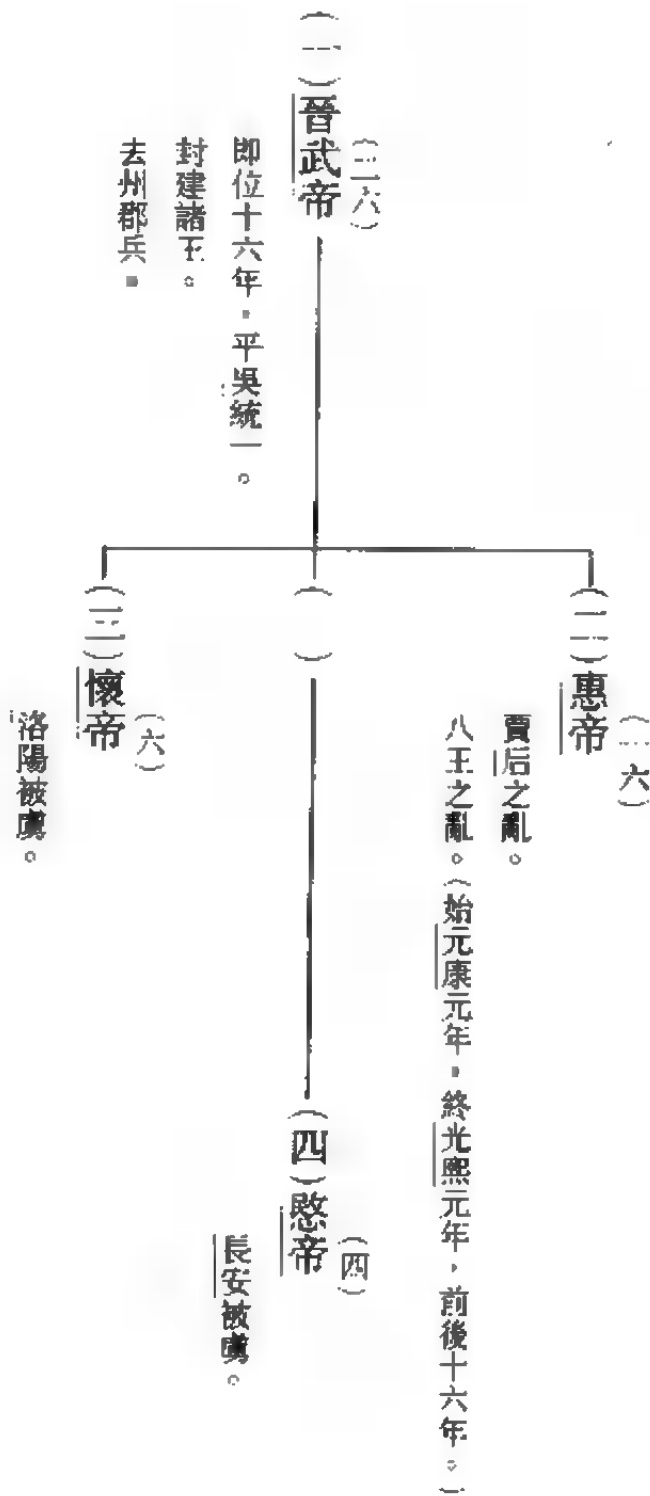 (一)晉武帝
(二六)
即位十六年,平吳統一。
封建諸王。
去州郡兵。
(二)惠帝
(一六)
賈后之亂。
八王之亂。(始元康元年,終光熙元年,前後十六年。)
( )
(四)愍帝
(四)
長安被虜。
(三)懷帝
(六)
洛陽被虜。